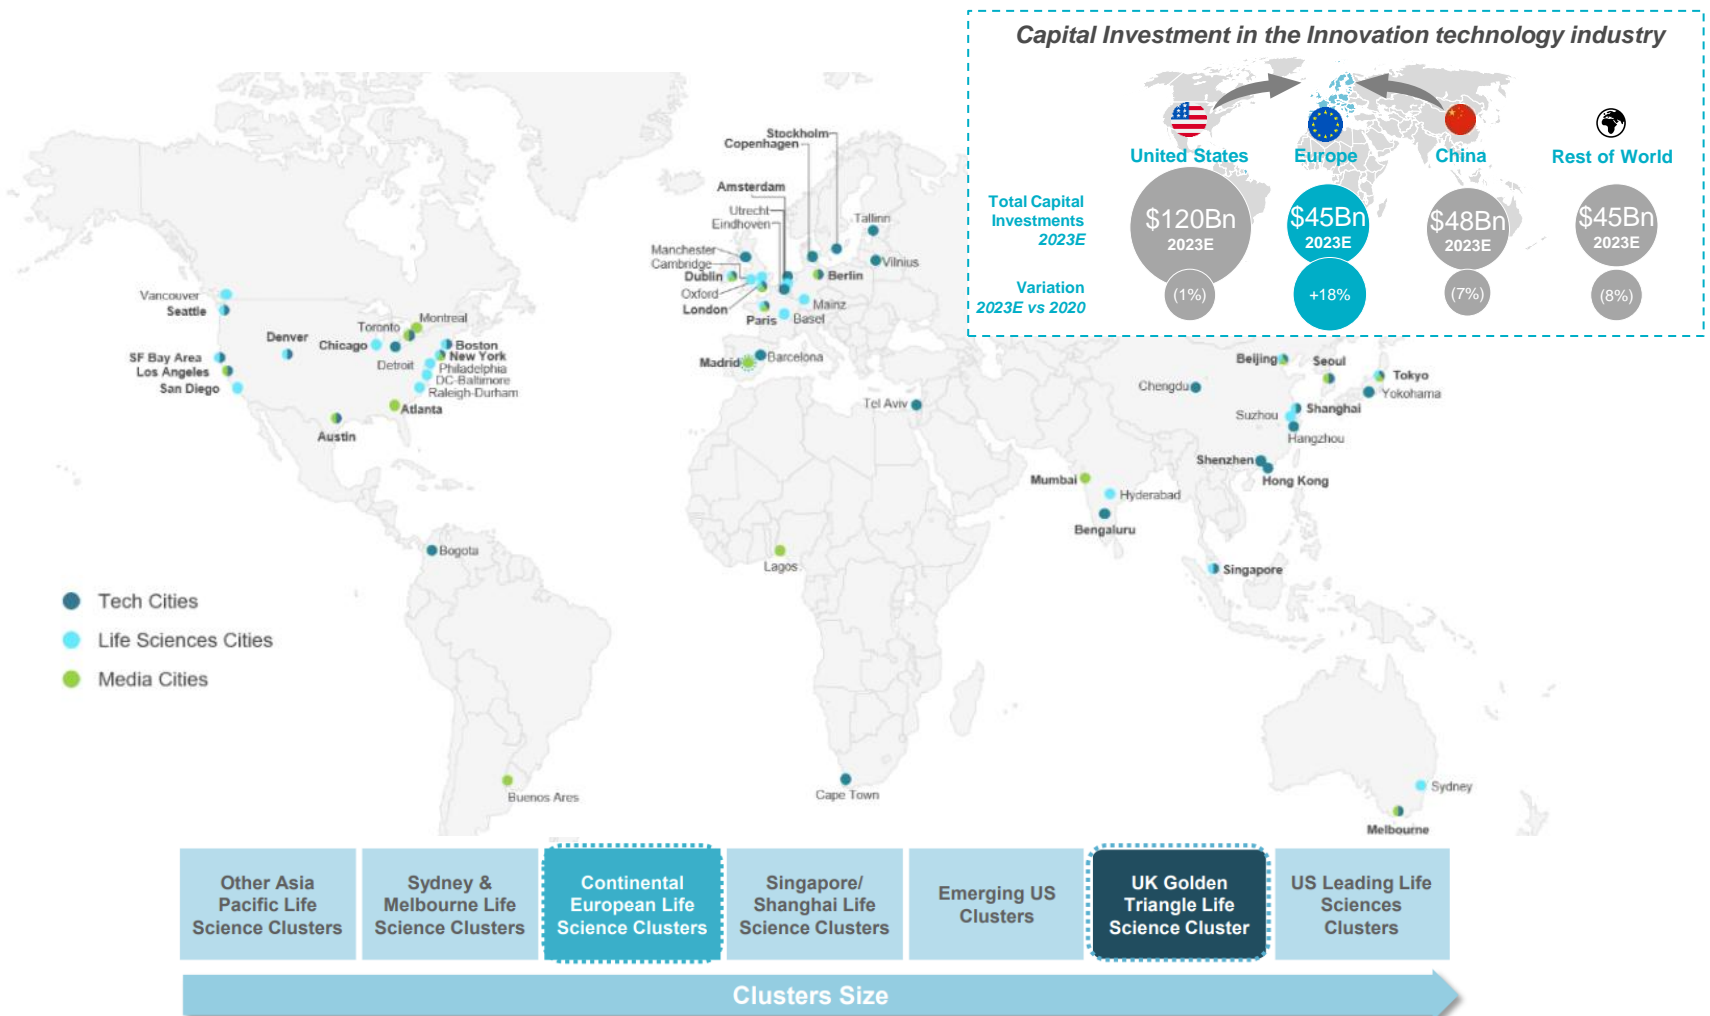 Capital Investment in the Innovation technology industry
United States
Europe
China
Rest of World
Total Capital
Investments
2023E
$120Bn
2023E
$45Bn
2023E
$48Bn
2023E
$45Bn
2023E
Variation
2023E vs 2020
(1%)
+18%
(7%)
(8%)
Stockholm
Copenhagen
Amsterdam
Utrecht
Eindhoven
Tallinn
Manchester
Cambridge
Dublin
Oxford
London
Vilnius
Berlin
Mainz
Paris
Basel
Madrid
Barcelona
Tel Aviv
Vancouver
Seattle
Denver
SF Bay Area
Los Angeles
San Diego
Toronto
Montreal
Chicago
Detroit
Boston
New York
Philadelphia
DC-Baltimore
Raleigh-Durham
Atlanta
Austin
Beijing
Seoul
Tokyo
Yokohama
Chengdu
Suzhou
Shanghai
Hangzhou
Shenzhen
Hong Kong
Mumbai
Hyderabad
Bengaluru
Singapore
Bogota
Lagos
Tech Cities
Life Sciences Cities
Media Cities
Buenos Ares
Cape Town
Sydney
Melbourne
Other Asia
Pacific Life
Science Clusters
Sydney &
Melbourne Life
Science Clusters
Continental
European Life
Science Clusters
Singapore/
Shanghai Life
Science Clusters
Emerging US
Clusters
UK Golden
Triangle Life
Science Cluster
US Leading Life
Sciences
Clusters
Clusters Size